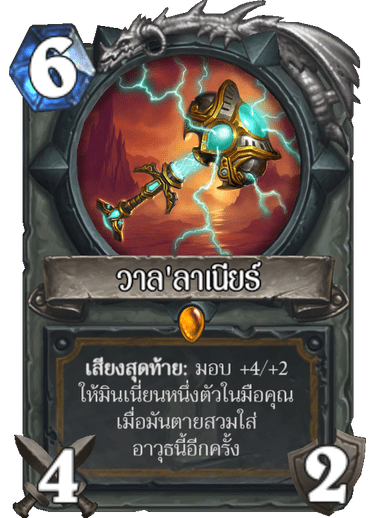 6
วาล'ลาเนียร์
เสียงสุดท้าย: มอบ +4/+2
ให้มินเนี่ยนหนึ่งตัวในมือคุณ
เมื่อมันตายสวมใส่
อาวุธนี้อีกครั้ง
4
2